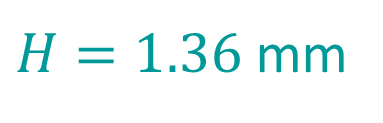 H = 1.36 mm